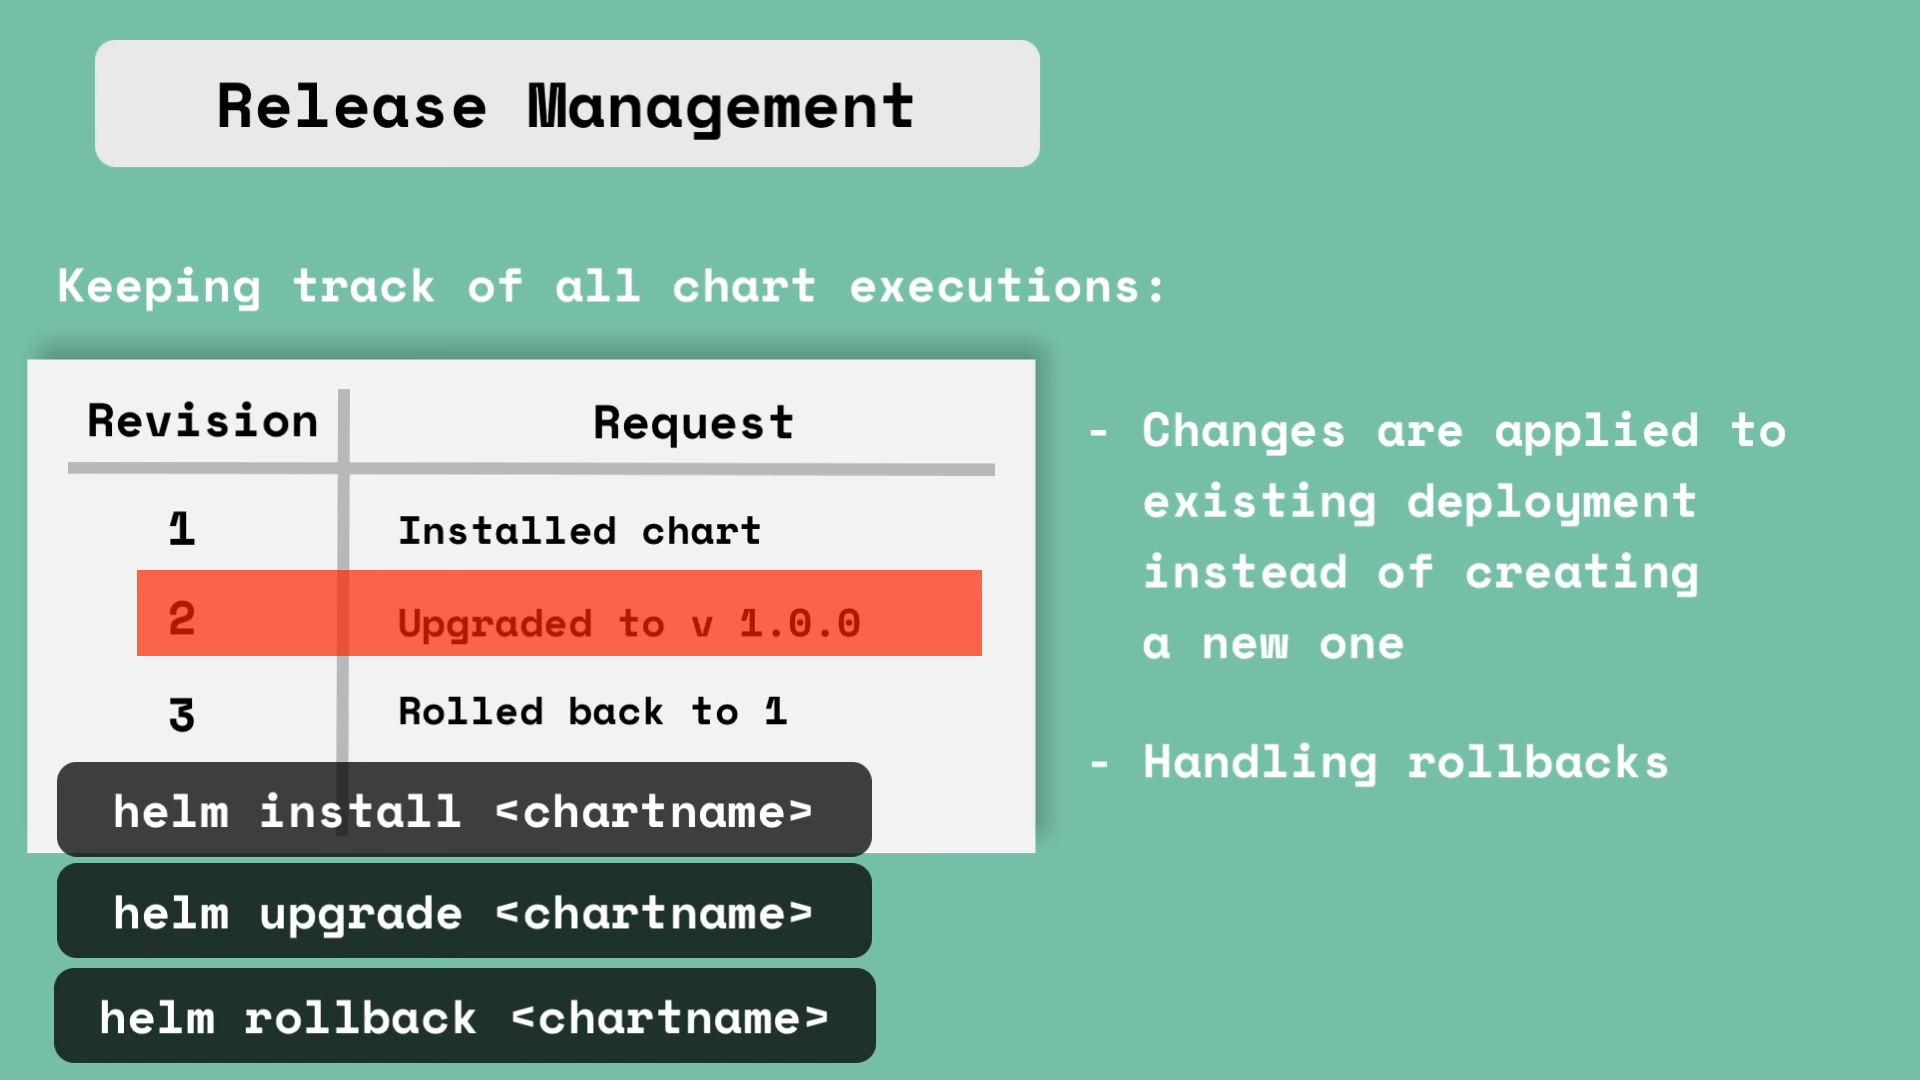 Release Management
Keeping track of all chart executions:
Revision Request
1 Installed chart
2 Upgraded to v 1.0.0
3 Rolled back to 1
helm install <chartname>
helm upgrade <chartname>
helm rollback <chartname>
- Changes are applied to
existing deployment
instead of creating
a new one
- Handling rollbacks